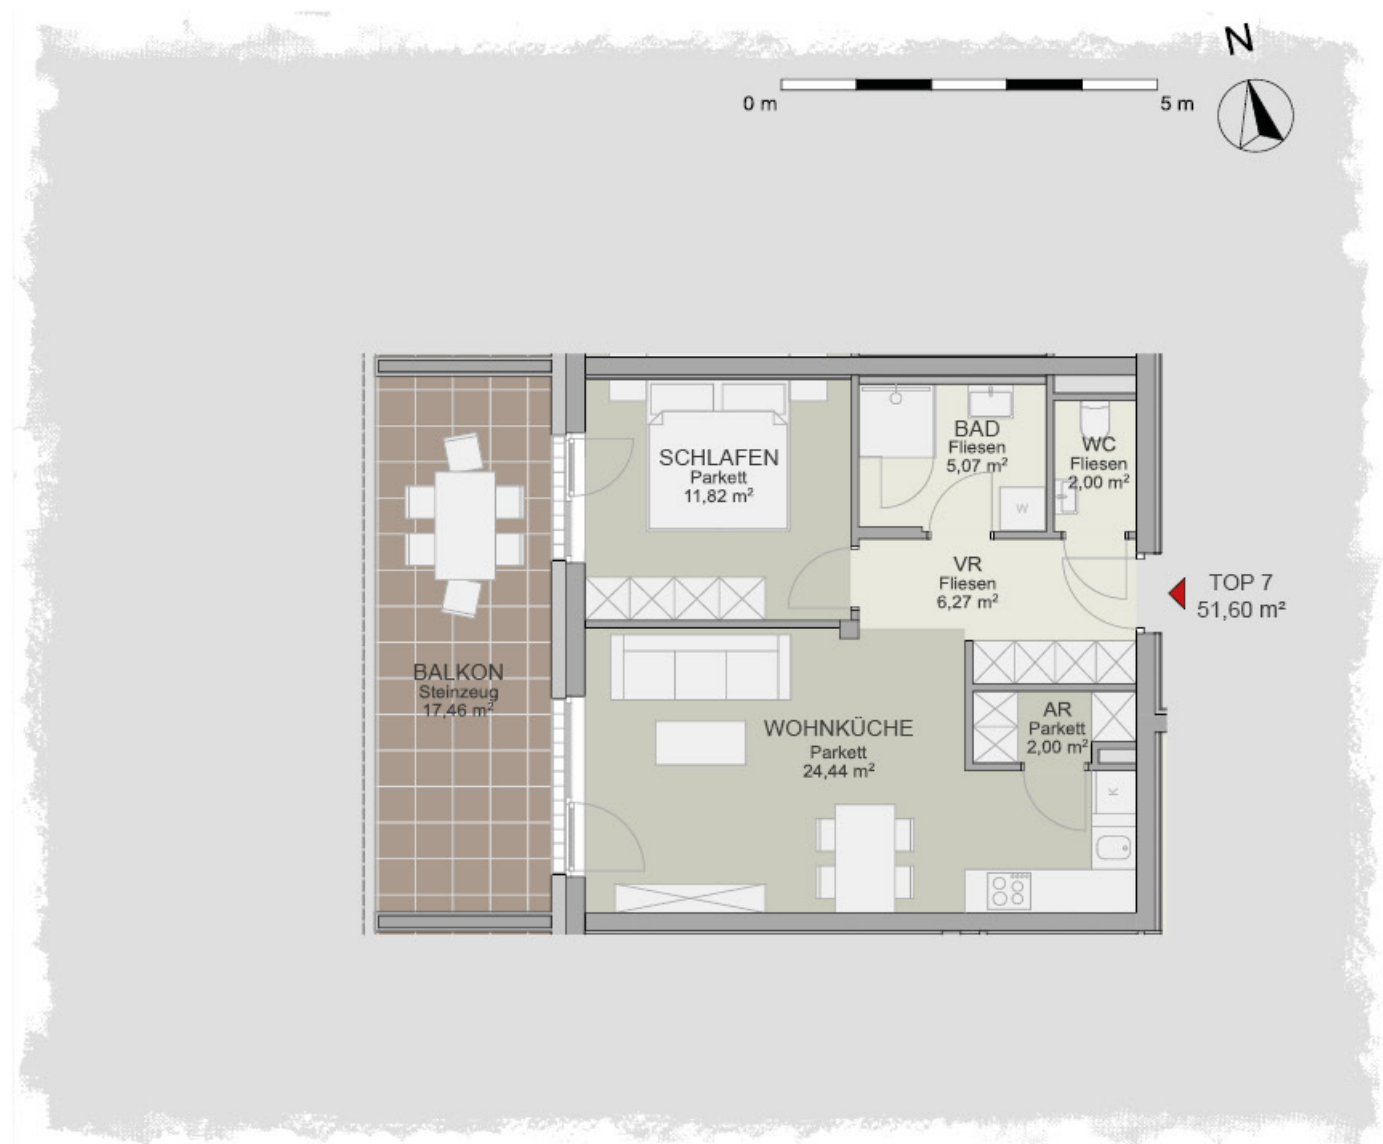 N
0 m
5 m
SCHLAFEN
Parkett
11,82 m²
BAD
Fliesen
5,07 m²
WC
Fliesen
2,00 m²
W
VR
Fliesen
6,27 m²
TOP 7
51,60 m²
BALKON
Steinzeug
17,46 m²
WOHNKÜCHE
Parkett
24,44 m²
AR
Parkett
2,00 m²
K